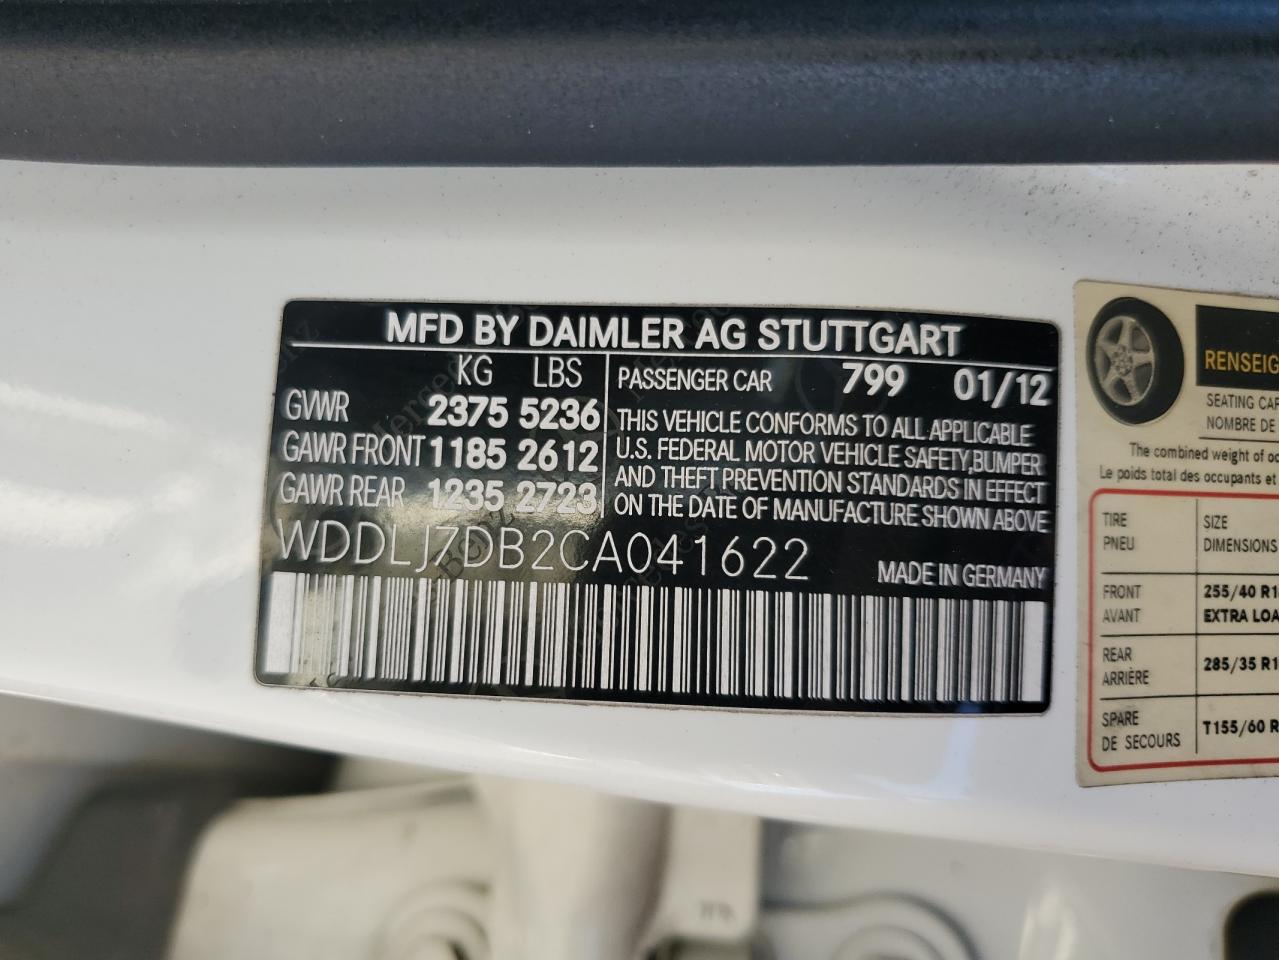 MFD BY DAIMLER AG STUTTGART
KG LBS
GVWR 2375 5236
GAWR FRONT 1185 2612
GAWR REAR 1235 2723
PASSENGER CAR 799 01/12
THIS VEHICLE CONFORMS TO ALL APPLICABLE
U.S. FEDERAL MOTOR VEHICLE SAFETY,BUMPER
AND THEFT PREVENTION STANDARDS IN EFFECT
ON THE DATE OF MANUFACTURE SHOWN ABOVE
WDDLJ7DB2CA041622
MADE IN GERMANY
RENSEIG
SEATING CAP
NOMBRE DE
The combined weight of oc
Le poids total des occupants et
TIRE SIZE
PNEU DIMENSIONS
FRONT 255/40 R1
AVANT EXTRA LOA
REAR 285/35 R1
ARRIÈRE
SPARE T155/60 R
DE SECOURS